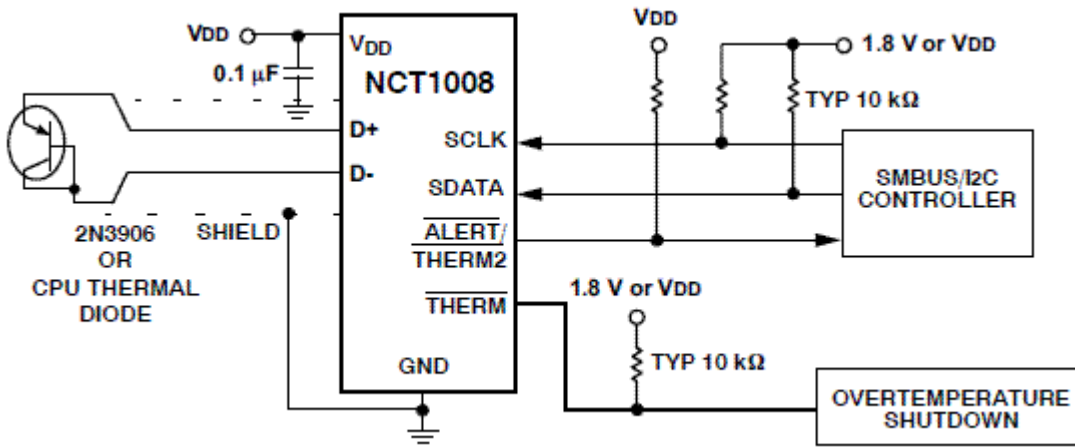 VDD
VDD
0.1 µF
NCT1008
D+
D-
SCLK
SDATA
ALERT/
THERM2
THERM
GND
2N3906
OR
CPU THERMAL
DIODE
SHIELD
VDD
1.8 V or VDD
TYP 10 kΩ
SMBUS/I2C
CONTROLLER
1.8 V or VDD
TYP 10 kΩ
OVERTEMPERATURE
SHUTDOWN